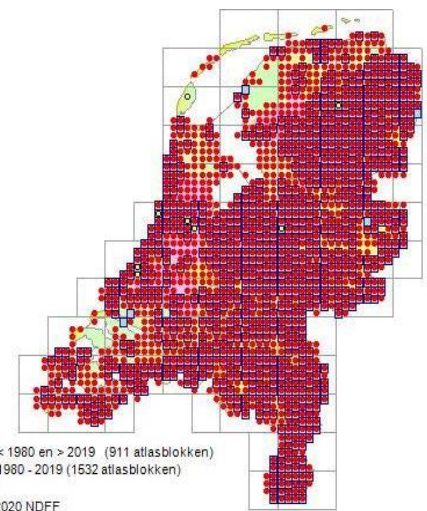 < 1980 en > 2019 (911 atlasblokken)
1980 - 2019 (1532 atlasblokken)
2020 NDFF